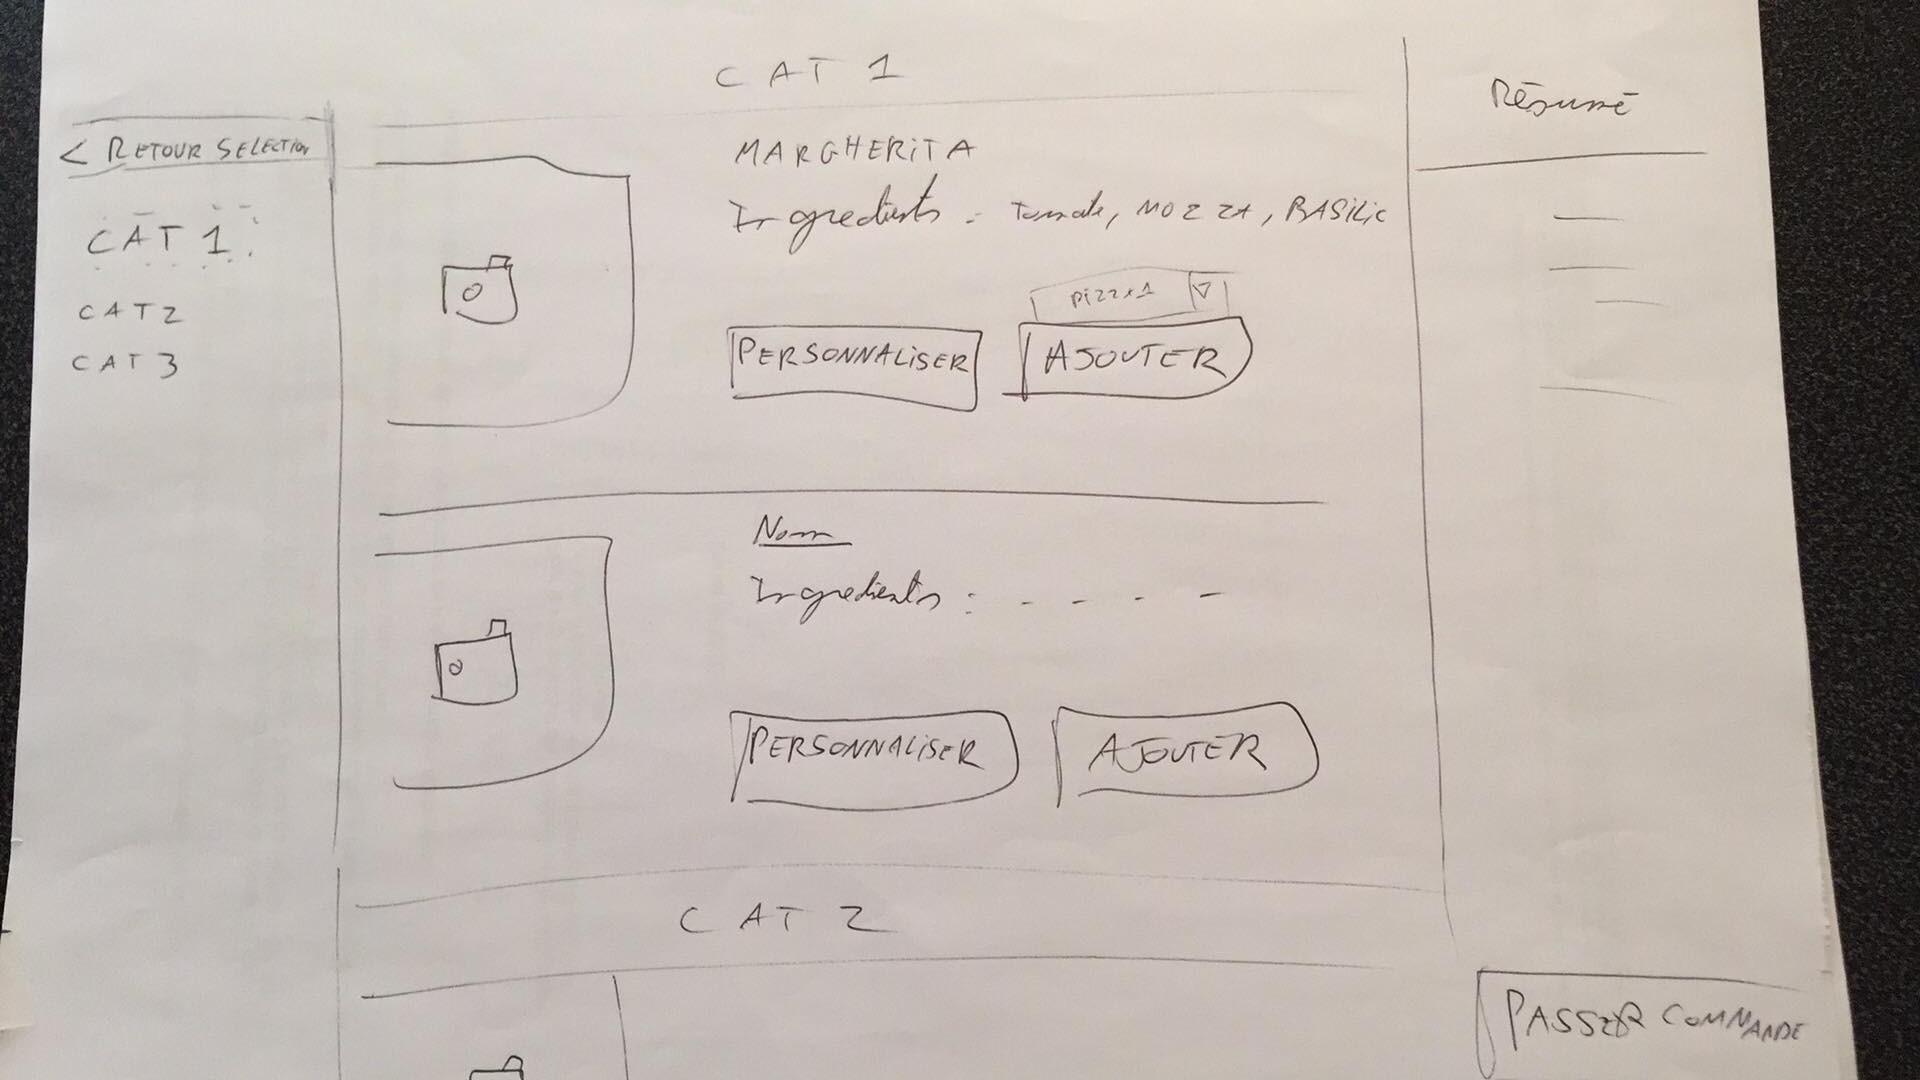 CAT 1
< RETOUR SELECTION
CAT 1
CAT 2
CAT 3
MARGHERITA
Ingredients : Tomate, MOZZA, BASILIC
Pizza 1
PERSONNALISER
AJOUTER
Nom
Ingredients : - - - -
PERSONNALISER
AJOUTER
CAT 2
Résumé
PASSER COMMANDE